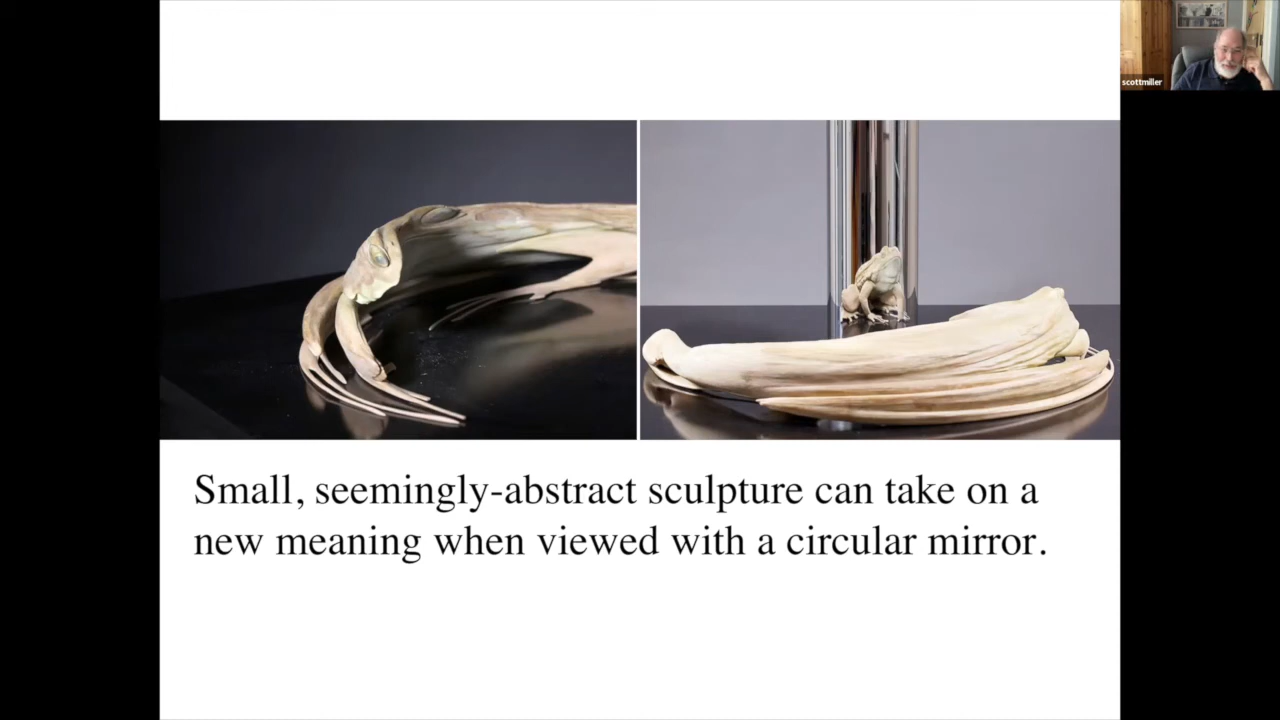 scottmiller
Small, seemingly-abstract sculpture can take on a
new meaning when viewed with a circular mirror.